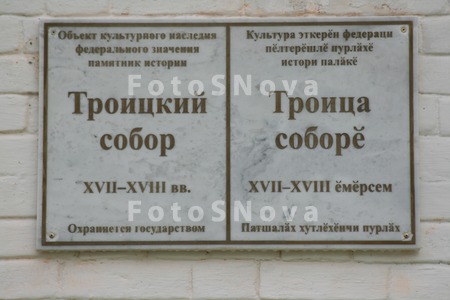 Объект культурного наследия
федерального значения
памятник истории
Троицкий
собор
XVII–XVIII вв.
Охраняется государством
Культура эткерĕн федераци
пĕлтерĕшлĕ пурлăхĕ
истори палăкĕ
Троица
соборĕ
XVII–XVIII ĕмĕрсем
Патшалăх хутлĕхĕнчи пурлăх
FotoSNova
FotoSNova